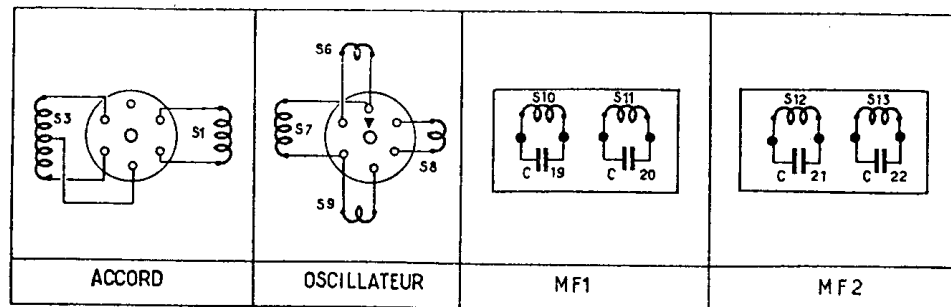 S6
S10
S11
S12
S13
S3
S1
S7
S8
C 19
C 20
C 21
C 22
S9
ACCORD
OSCILLATEUR
MF1
MF2